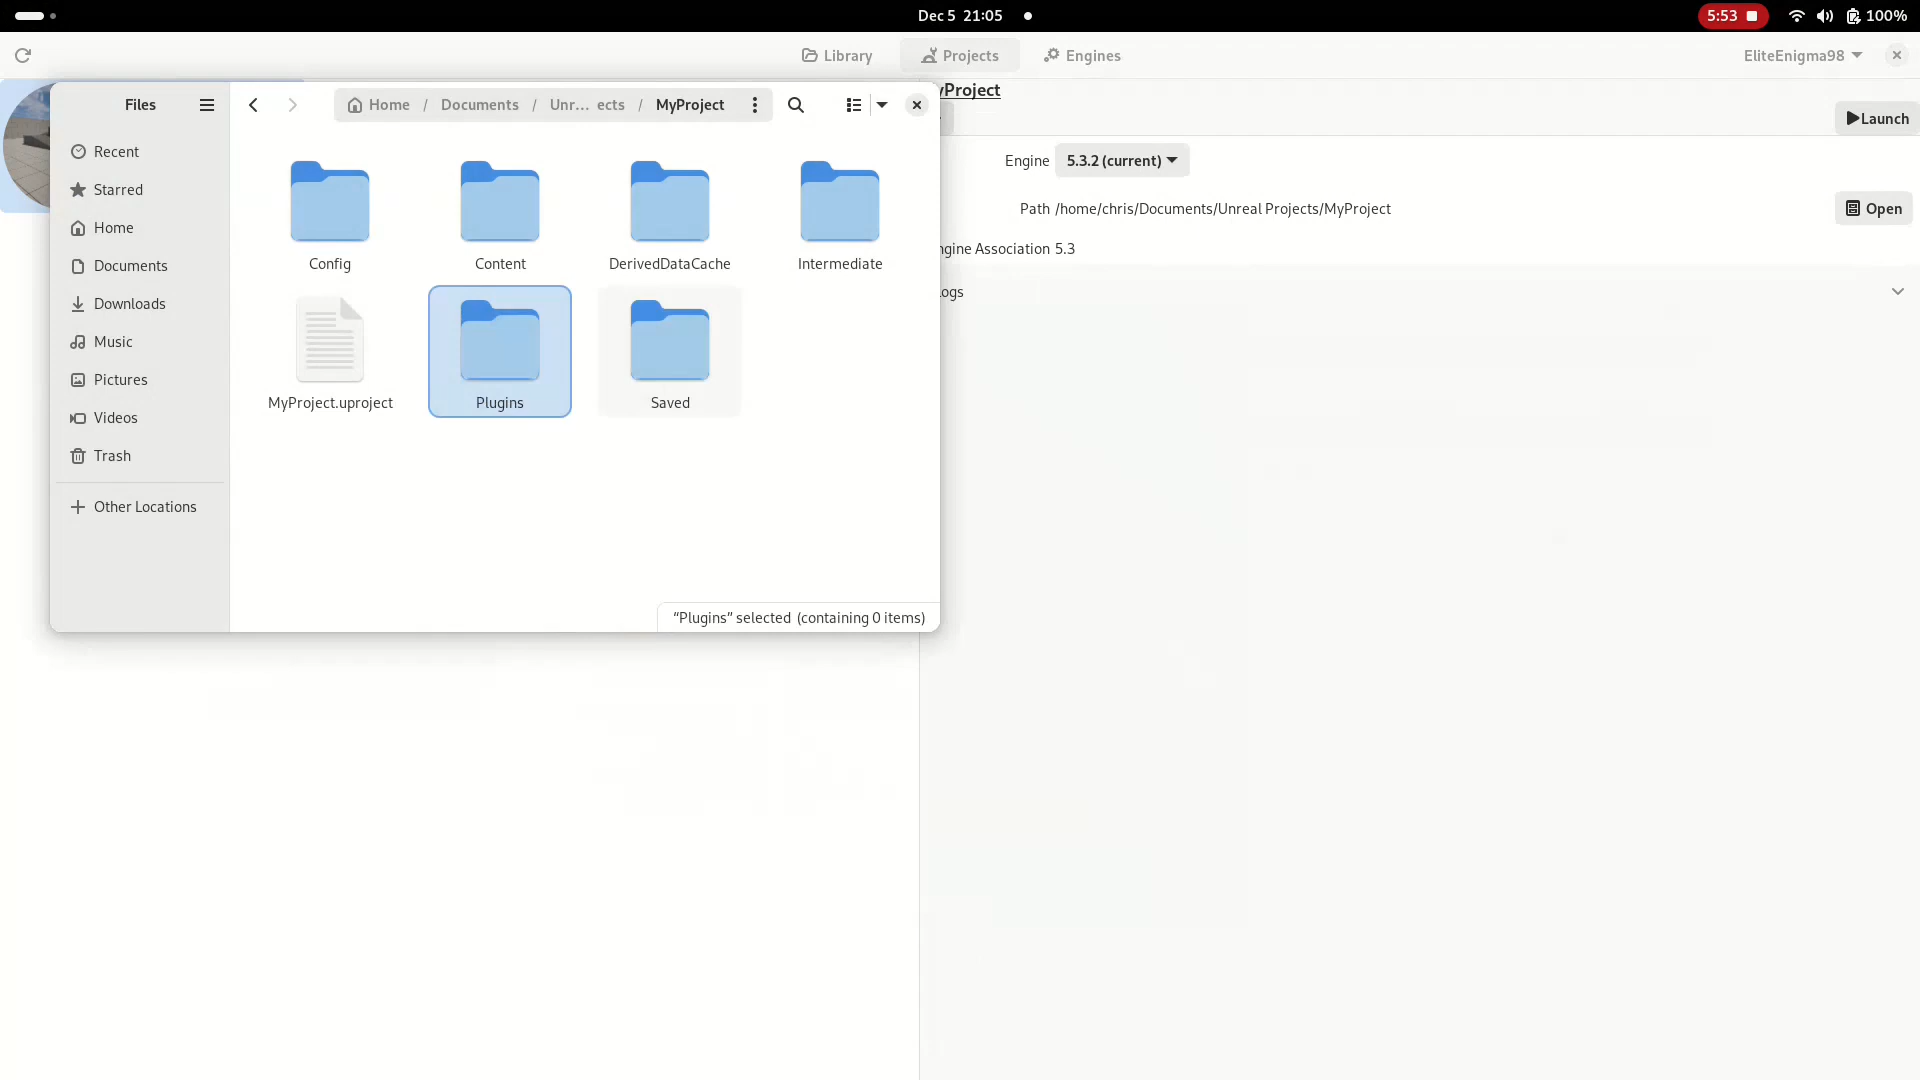 Dec 5 21:05
5:53
100%
Library
Projects
Engines
EliteEnigma98
Files
Home / Documents / Unr... ects / MyProject
Recent
Starred
Home
Documents
Downloads
Music
Pictures
Videos
Trash
Other Locations
Config
Content
DerivedDataCache
Intermediate
MyProject.uproject
Plugins
Saved
“Plugins” selected (containing 0 items)
yProject
Launch
Engine 5.3.2 (current)
Path /home/chris/Documents/Unreal Projects/MyProject
Open
ngine Association 5.3
ogs